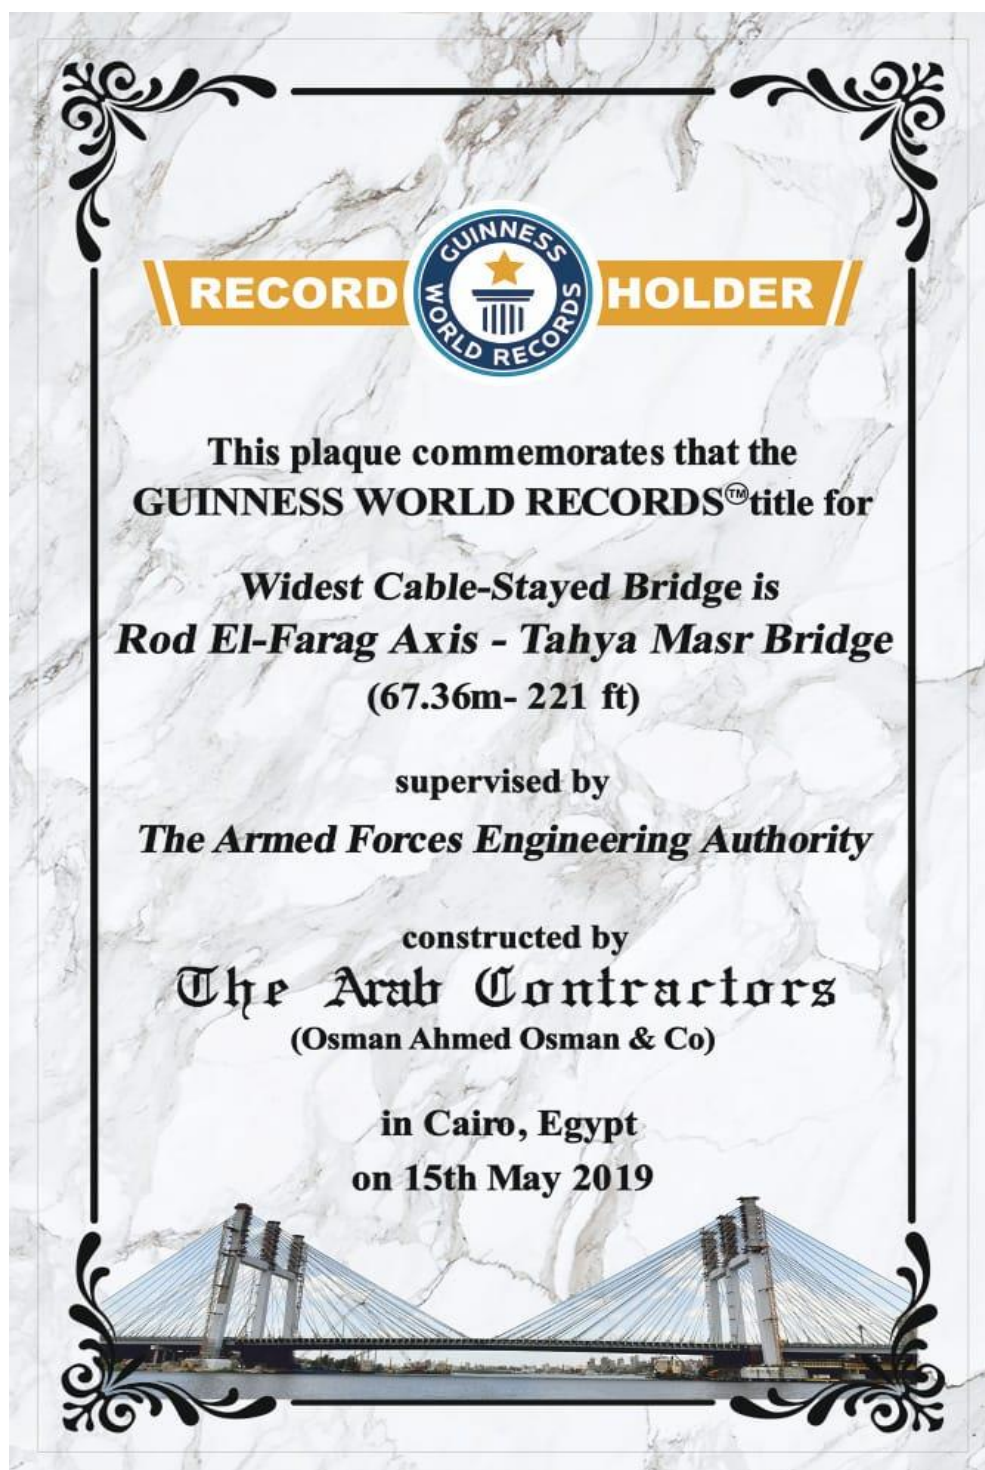 RECORD HOLDER
GUINNESS WORLD RECORDS
This plaque commemorates that the
GUINNESS WORLD RECORDS™ title for
Widest Cable-Stayed Bridge is
Rod El-Farag Axis - Tahya Masr Bridge
(67.36m- 221 ft)
supervised by
The Armed Forces Engineering Authority
constructed by
The Arab Contractors
(Osman Ahmed Osman & Co)
in Cairo, Egypt
on 15th May 2019